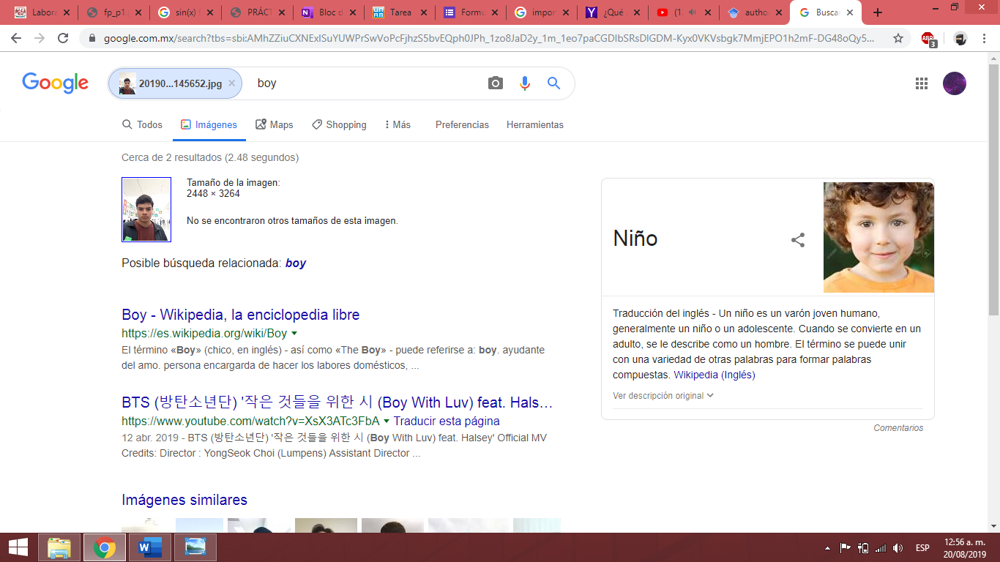 Labora
fp_p1
sin(x)
PRÁCT
Bloc d
Tarea
Formu
impor
¿Qué
(1.
autho
Busca
google.com.mx/search?tbs=sbi:AMhZZiuCXNExISuYUWPrSwVoPcFjhzS5bvEQph0JPh_1zo8JaD2y_1m_1eo7paCGDIbSRsDlGDM-Kyx0VKVsbgk7MmjEPO1h2mF-DG48oQy5...
ABP
3
Google
20190...145652.jpg
boy
Todos
Imágenes
Maps
Shopping
Más
Preferencias
Herramientas
Cerca de 2 resultados (2.48 segundos)
Tamaño de la imagen:
2448 × 3264
No se encontraron otros tamaños de esta imagen.
Posible búsqueda relacionada: boy
Boy - Wikipedia, la enciclopedia libre
https://es.wikipedia.org/wiki/Boy
El término «Boy» (chico, en inglés) - así como «The Boy» - puede referirse a: boy. ayudante
del amo. persona encargarda de hacer los labores domésticos, ...
BTS (방탄소년단) '작은 것들을 위한 시 (Boy With Luv) feat. Hals...
https://www.youtube.com/watch?v=XsX3ATc3FbA Traducir esta página
12 abr. 2019 - BTS (방탄소년단) '작은 것들을 위한 시 (Boy With Luv) feat. Halsey' Official MV
Credits: Director : YongSeok Choi (Lumpens) Assistant Director ...
Imágenes similares
Niño
Traducción del inglés - Un niño es un varón joven humano,
generalmente un niño o un adolescente. Cuando se convierte en un
adulto, se le describe como un hombre. El término se puede unir
con una variedad de otras palabras para formar palabras
compuestas. Wikipedia (Inglés)
Ver descripción original
Comentarios
ESP
12:56 a. m.
20/08/2019